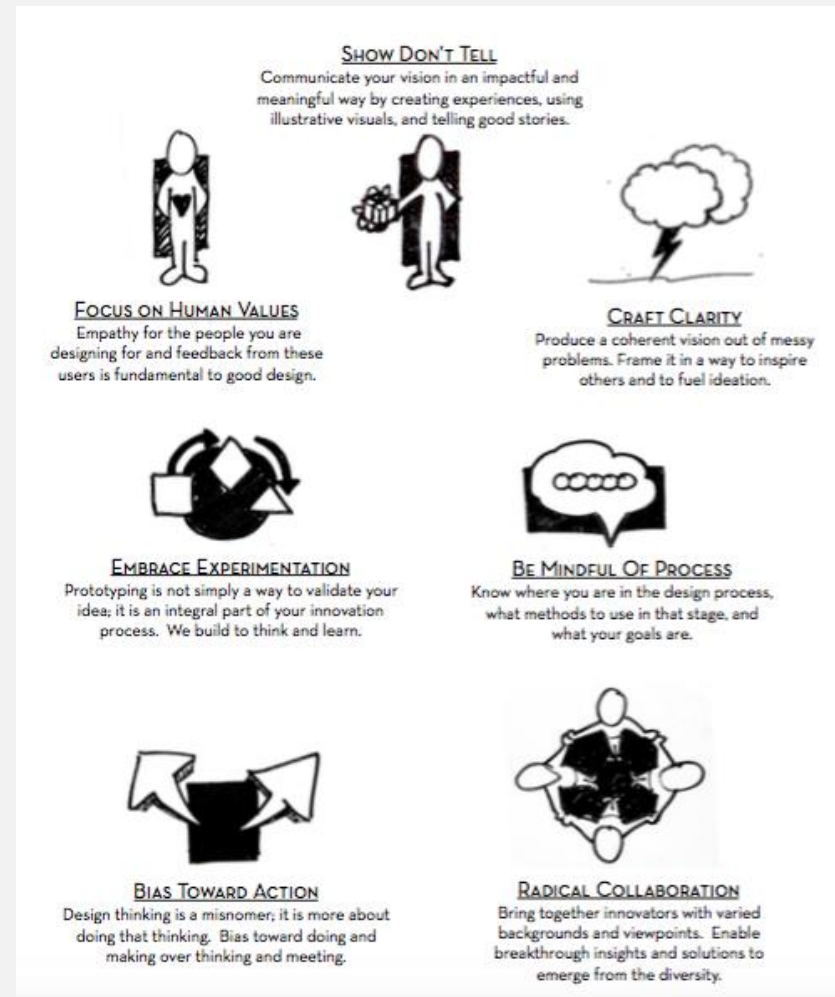 SHOW DON'T TELL
Communicate your vision in an impactful and
meaningful way by creating experiences, using
illustrative visuals, and telling good stories.
FOCUS ON HUMAN VALUES
Empathy for the people you are
designing for and feedback from these
users is fundamental to good design.
CRAFT CLARITY
Produce a coherent vision out of messy
problems. Frame it in a way to inspire
others and to fuel ideation.
EMBRACE EXPERIMENTATION
Prototyping is not simply a way to validate your
idea; it is an integral part of your innovation
process. We build to think and learn.
BE MINDFUL OF PROCESS
Know where you are in the design process,
what methods to use in that stage, and
what your goals are.
BIAS TOWARD ACTION
Design thinking is a misnomer; it is more about
doing that thinking. Bias toward doing and
making over thinking and meeting.
RADICAL COLLABORATION
Bring together innovators with varied
backgrounds and viewpoints. Enable
breakthrough insights and solutions to
emerge from the diversity.